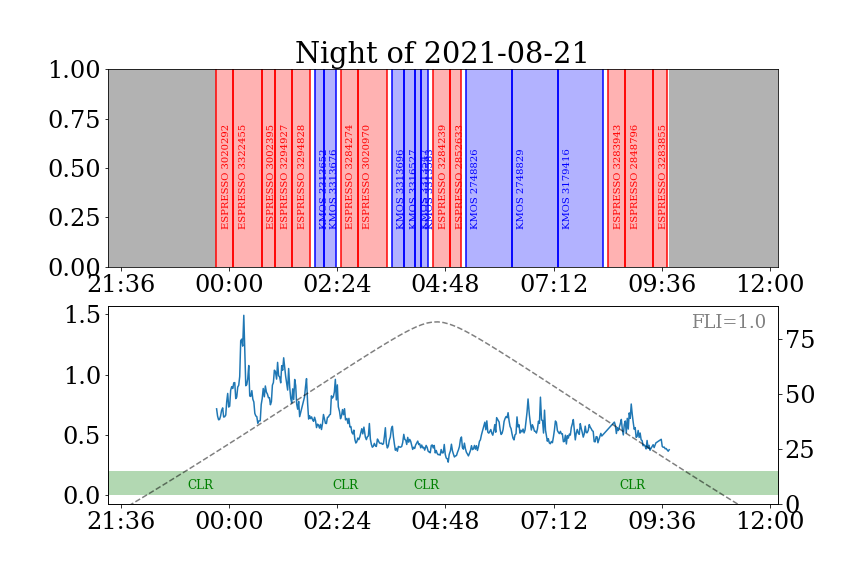 Night of 2021-08-21
1.00
0.75
0.50
0.25
0.00
ESPRESSO 3020292
ESPRESSO 3322455
ESPRESSO 3002395
ESPRESSO 3294927
ESPRESSO 3294828
KMOS 3313652
KMOS 3313676
ESPRESSO 3284274
ESPRESSO 3020970
KMOS 3313696
KMOS 3316527
ESPRESSO 3284239
ESPRESSO 2852633
KMOS 2748826
KMOS 2748829
KMOS 3179416
ESPRESSO 3283943
ESPRESSO 2848796
ESPRESSO 3283855
21:36 00:00 02:24 04:48 07:12 09:36 12:00
1.5
1.0
0.5
0.0
FLI=1.0
75
50
25
0
CLR CLR CLR CLR
21:36 00:00 02:24 04:48 07:12 09:36 12:00